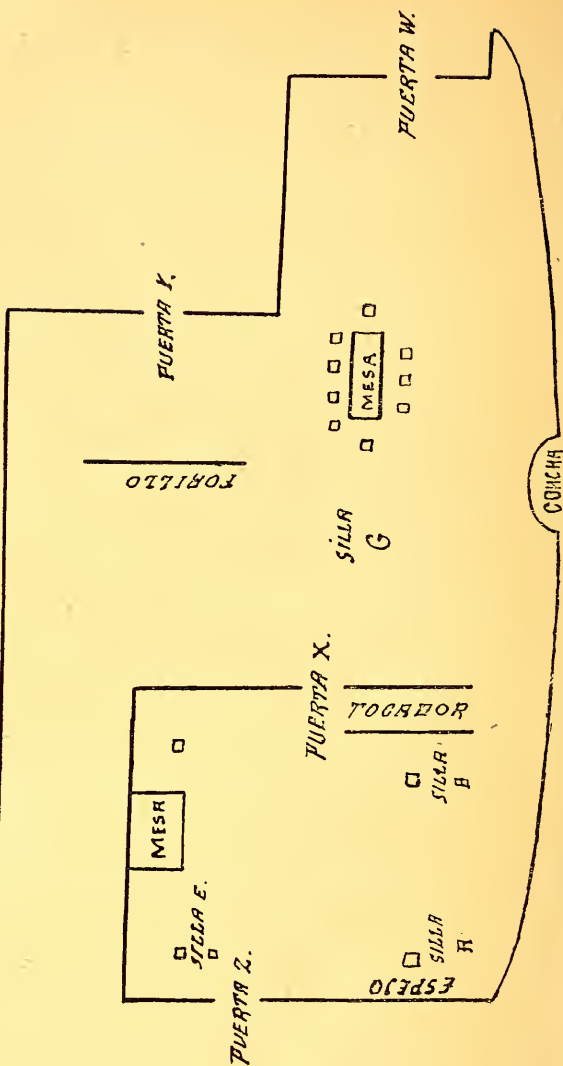 PUERTA W.
PUERTA Y.
FORILLO
MESA
SILLA
G
CONCHA
PUERTA X.
TOCADOR
MESA
SILLA E.
SILLA
B
SILLA
A
ESPEJO
PUERTA Z.